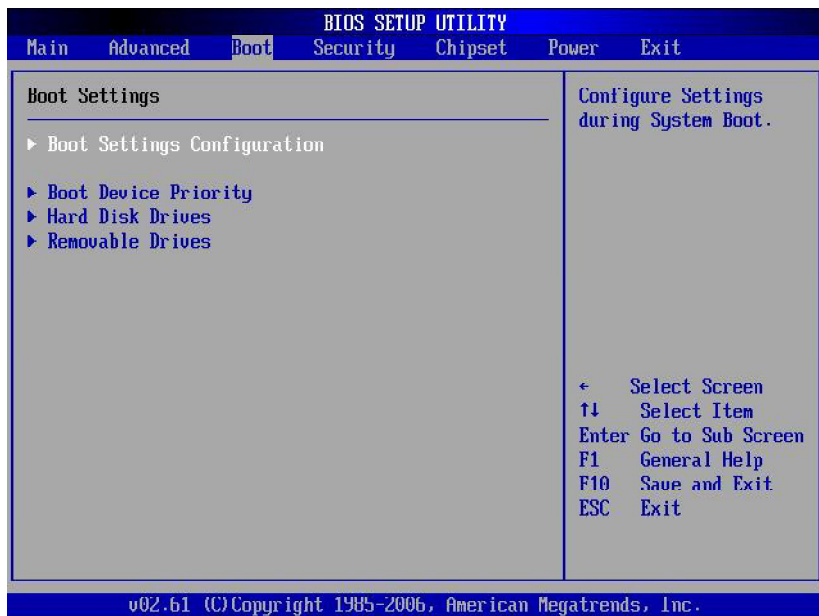 BIOS SETUP UTILITY
Main Advanced Boot Security Chipset Power Exit
Boot Settings
▶ Boot Settings Configuration
▶ Boot Device Priority
▶ Hard Disk Drives
▶ Removable Drives
Configure Settings
during System Boot.
← Select Screen
↑↓ Select Item
Enter Go to Sub Screen
F1 General Help
F10 Save and Exit
ESC Exit
v02.61 (C)Copyright 1985-2006, American Megatrends, Inc.